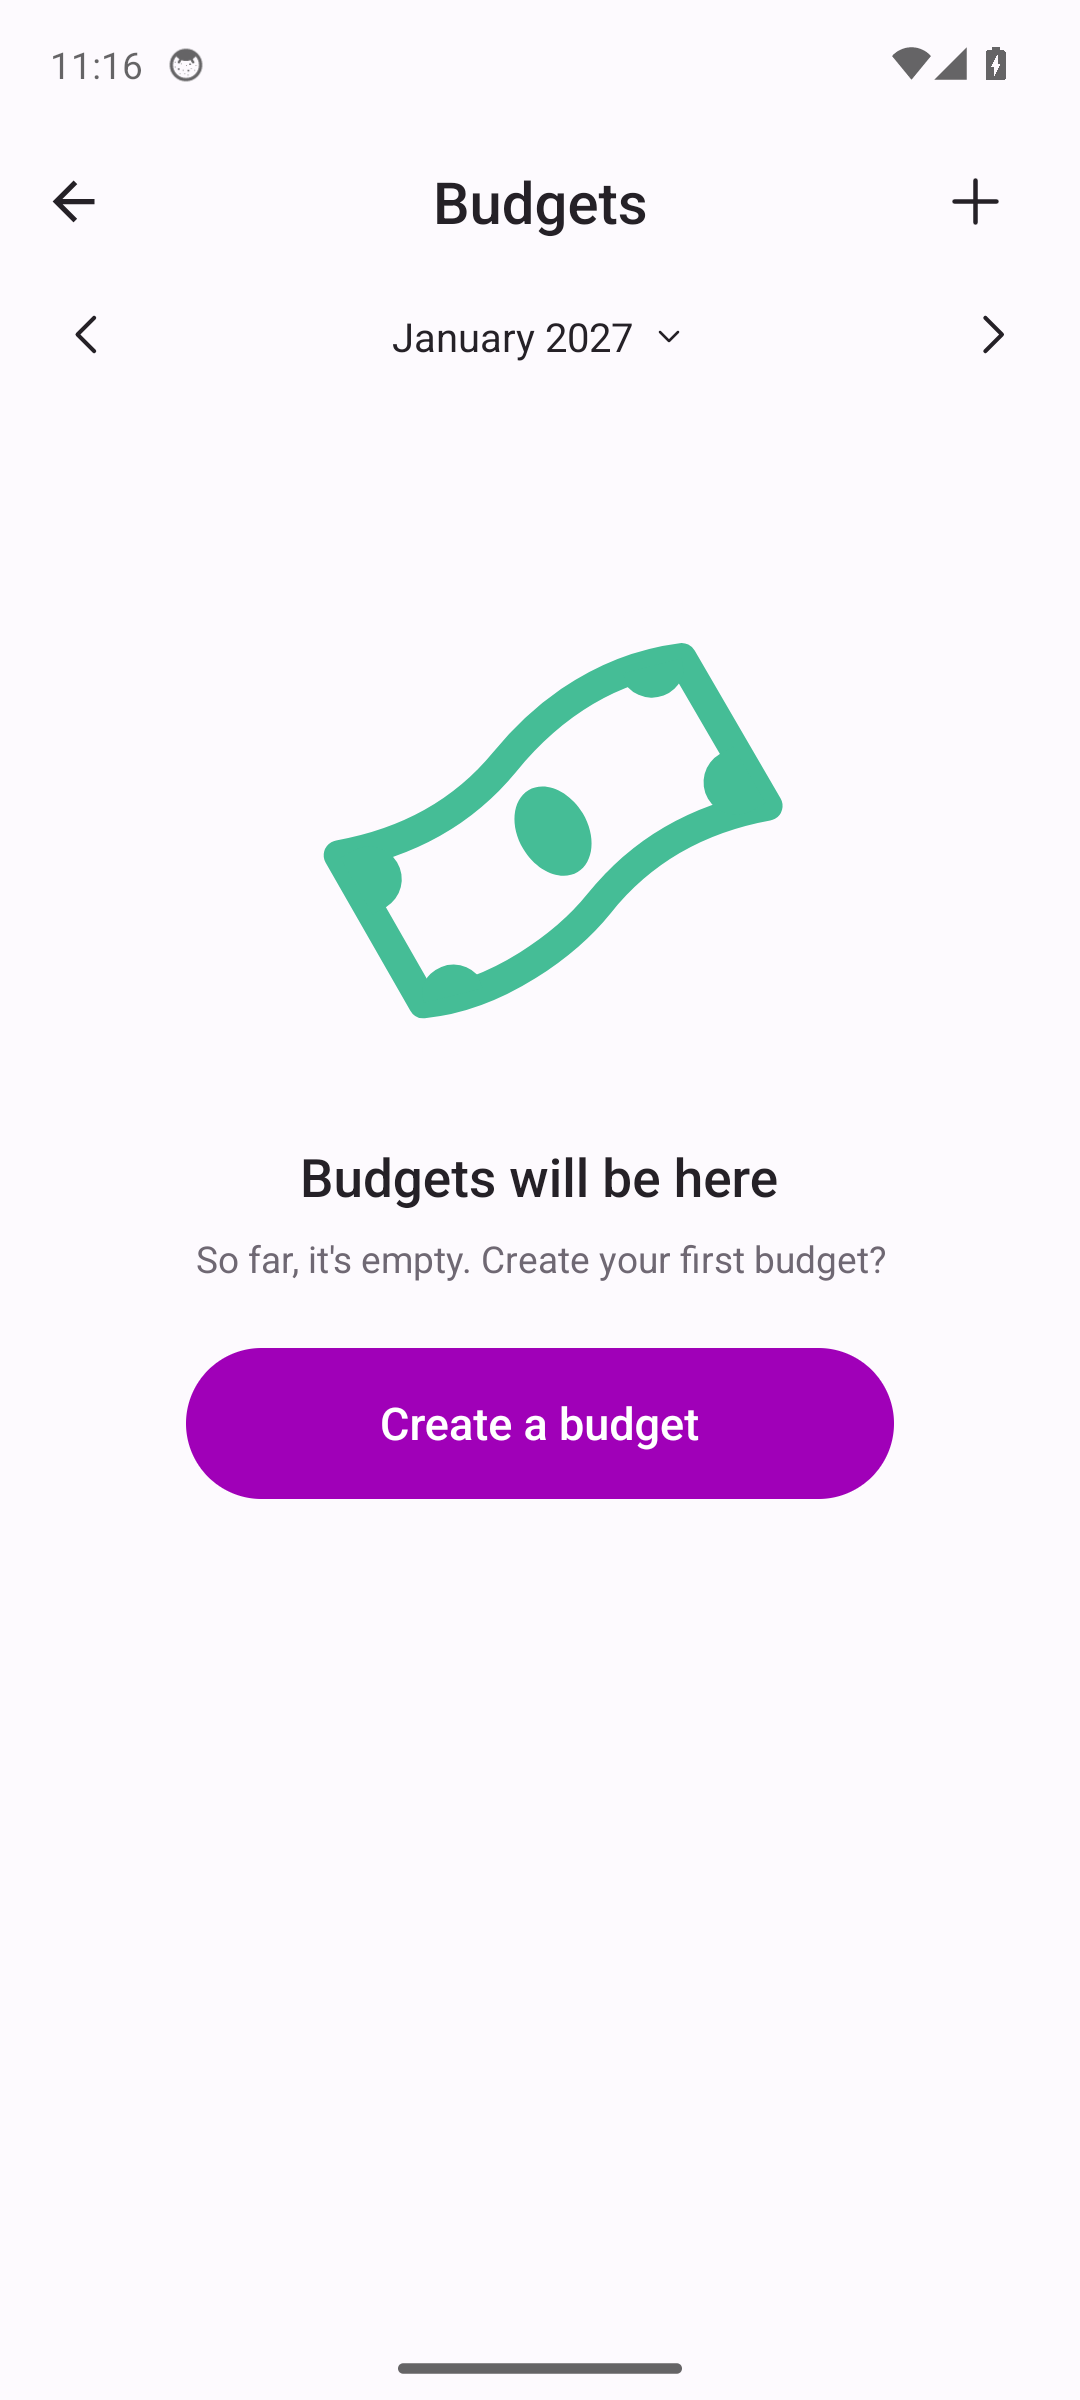 11:16
Budgets
January 2027
Budgets will be here
So far, it's empty. Create your first budget?
Create a budget